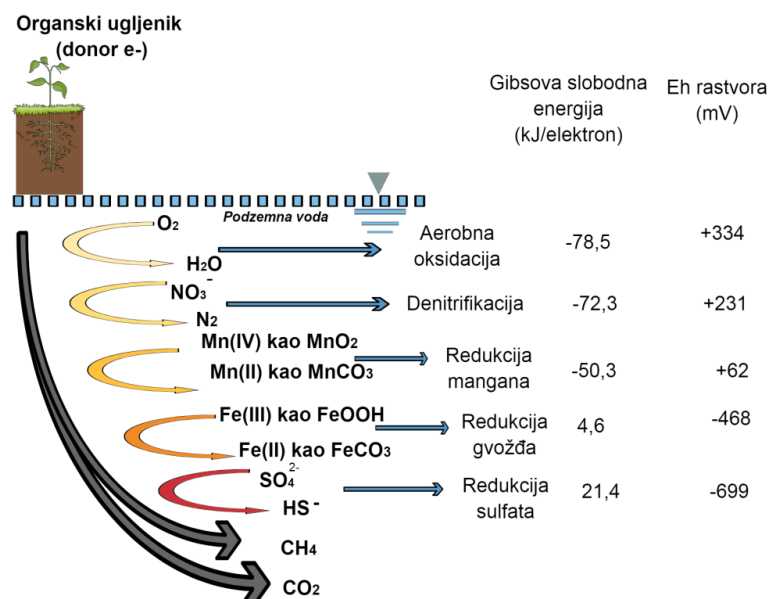 Organski ugljenik
(donor e-)
Gibsova slobodna
energija
(kJ/elektron)
Eh rastvora
(mV)
Podzemna voda
O2
H2O
Aerobna
oksidacija
-78,5
+334
NO3-
N2
Denitrifikacija
-72,3
+231
Mn(IV) kao MnO2
Mn(II) kao MnCO3
Redukcija
mangana
-50,3
+62
Fe(III) kao FeOOH
Fe(II) kao FeCO3
Redukcija
gvožđa
4,6
-468
SO42-
HS-
Redukcija
sulfata
21,4
-699
CH4
CO2